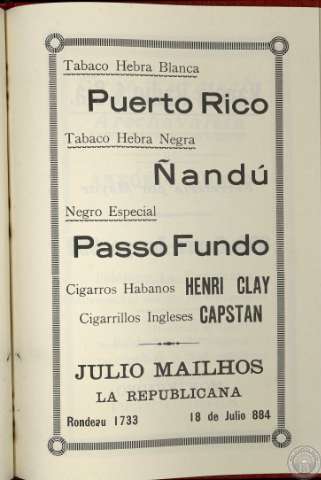 Tabaco Hebra Blanca
Puerto Rico
Tabaco Hebra Negra
Ñandú
Negro Especial
Passo Fundo
Cigarros Habanos HENRI CLAY
Cigarrillos Ingleses CAPSTAN
JULIO MAILHOS
LA REPUBLICANA
Rondeau 1733 18 de Julio 884